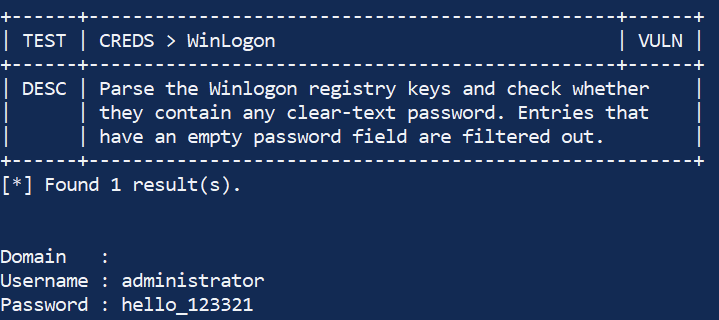 +------+------------------------------------------------+------+
| TEST | CREDS > WinLogon                               | VULN |
+------+------------------------------------------------+------+
| DESC | Parse the Winlogon registry keys and check whether    |
|      | they contain any clear-text password. Entries that    |
|      | have an empty password field are filtered out.        |
+------+-------------------------------------------------------+
[*] Found 1 result(s).
Domain   :
Username : administrator
Password : hello_123321